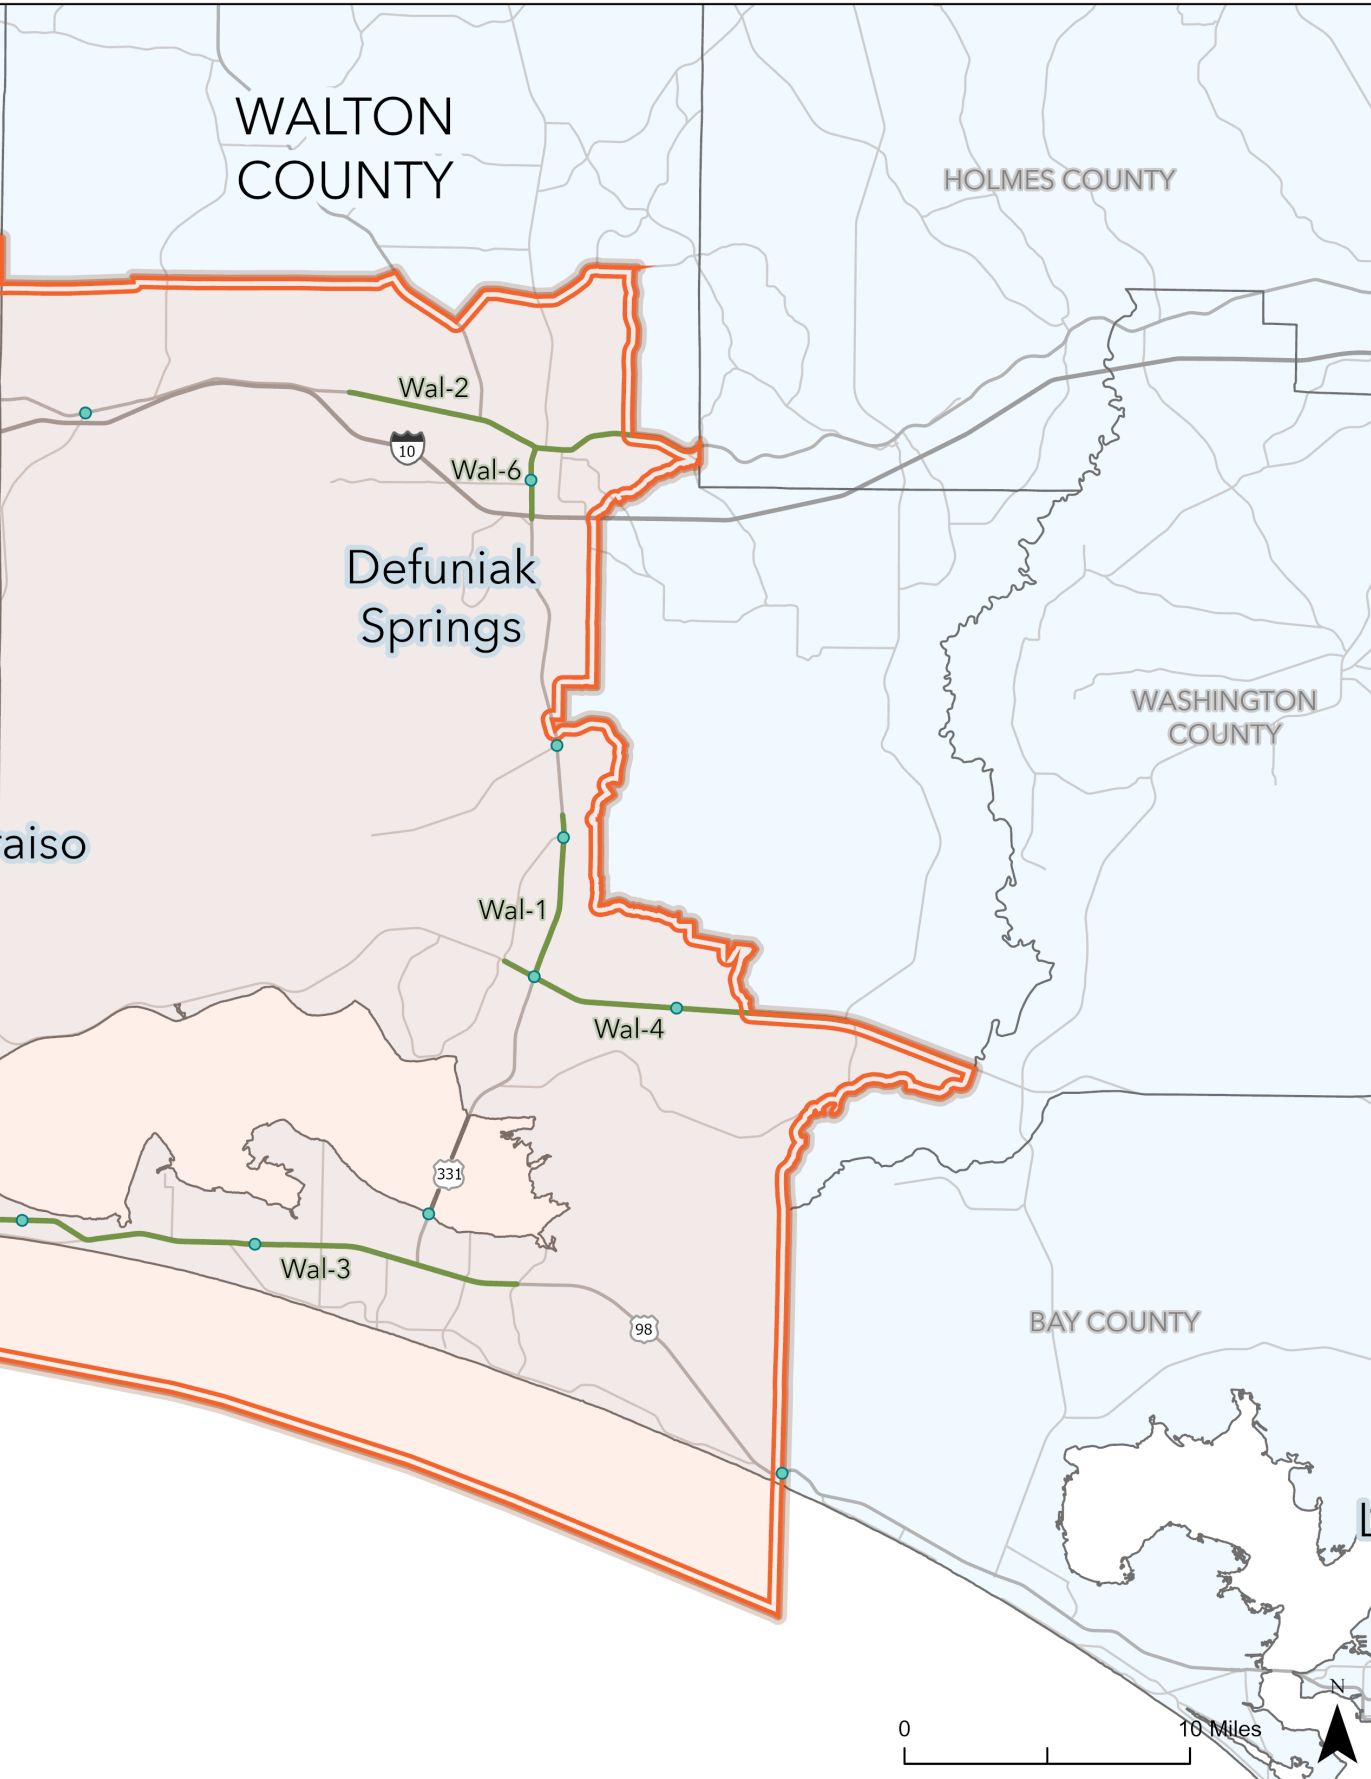 WALTON
COUNTY
HOLMES COUNTY
Wal-2
10
Wal-6
Defuniak
Springs
WASHINGTON
COUNTY
raiso
Wal-1
Wal-4
331
Wal-3
98
BAY COUNTY
L
N
0
10 Miles